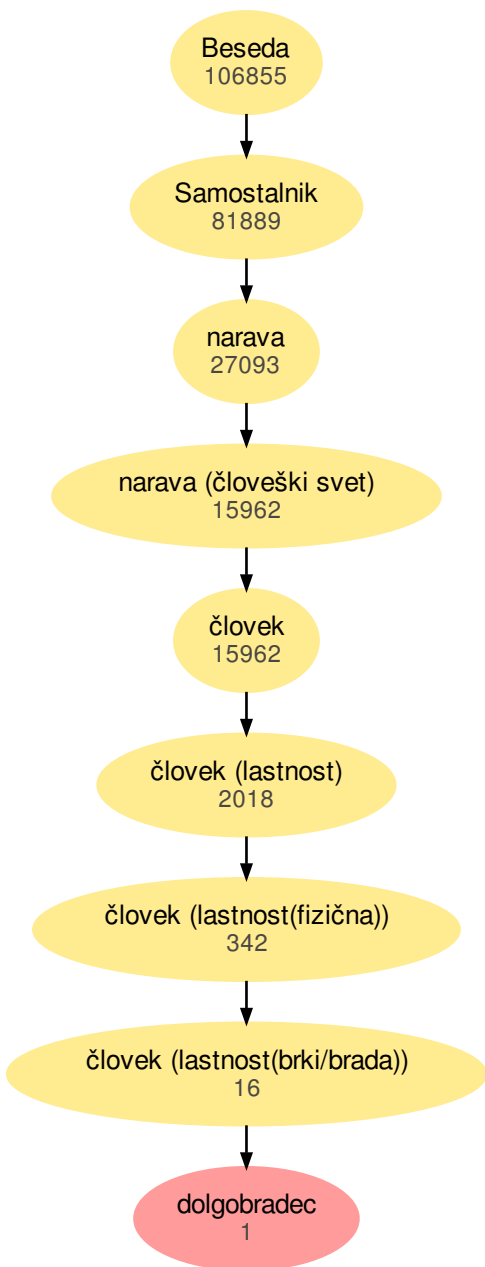 Beseda
106855
Samostalnik
81889
narava
27093
narava (človeški svet)
15962
človek
15962
človek (lastnost)
2018
človek (lastnost(fizična))
342
človek (lastnost(brki/brada))
16
dolgobradec
1